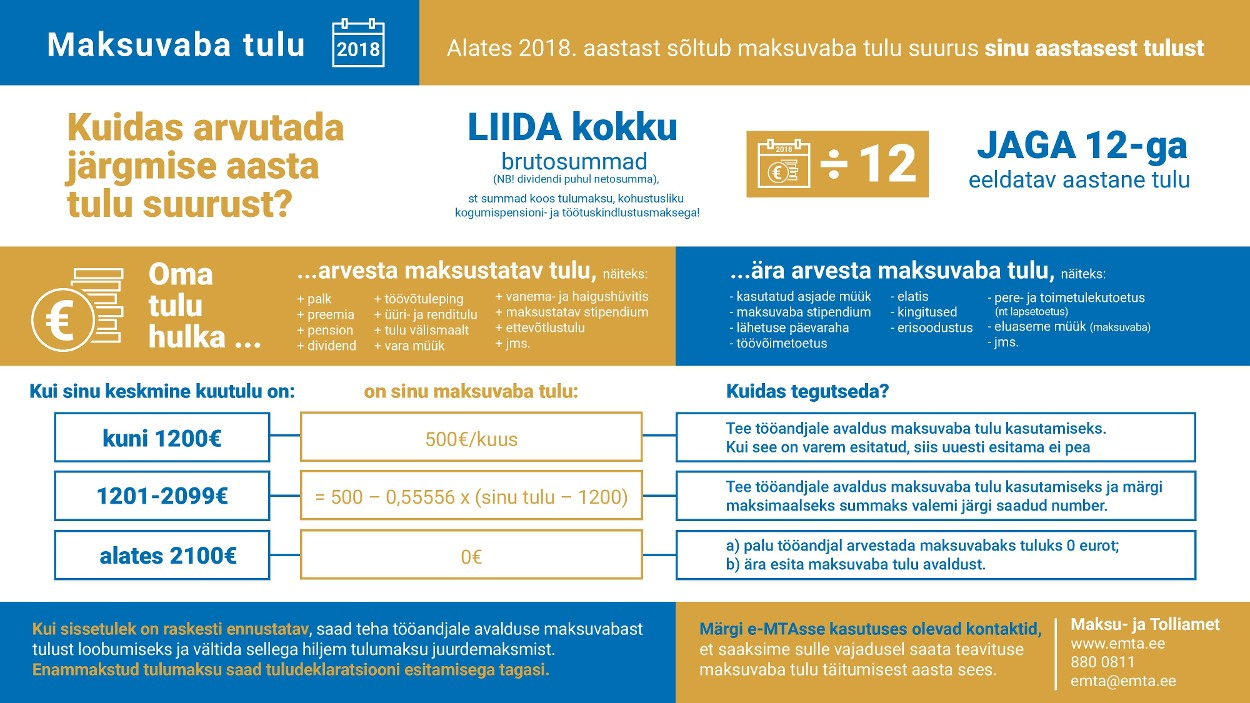 Maksuvaba tulu
2018
Alates 2018. aastast sõltub maksuvaba tulu suurus sinu aastasest tulust
Kuidas arvutada
järgmise aasta
tulu suurust?
LIIDA kokku
brutosummad
(NB! dividendi puhul netosumma),
st summad koos tulumaksu, kohustusliku
kogumispensioni- ja töötuskindlustusmaksega!
2018
€
÷ 12
JAGA 12-ga
eeldatav aastane tulu
€
Oma
tulu
hulka ...
...arvesta maksustatav tulu, näiteks:
+ palk
+ preemia
+ pension
+ dividend
+ töövõtuleping
+ üüri- ja renditulu
+ tulu välismaalt
+ vara müük
+ vanema- ja haigushüvitis
+ maksustatav stipendium
+ ettevõtlustulu
+ jms.
...ära arvesta maksuvaba tulu, näiteks:
- kasutatud asjade müük
- maksuvaba stipendium
- lähetuse päevaraha
- töövõimetoetus
- elatis
- kingitused
- erisoodustus
- pere- ja toimetulekutoetus
(nt lapsetoetus)
- eluaseme müük (maksuvaba)
- jms.
Kui sinu keskmine kuutulu on:
on sinu maksuvaba tulu:
Kuidas tegutseda?
kuni 1200€
500€/kuus
Tee tööandjale avaldus maksuvaba tulu kasutamiseks.
Kui see on varem esitatud, siis uuesti esitama ei pea
1201-2099€
= 500 – 0,55556 x (sinu tulu – 1200)
Tee tööandjale avaldus maksuvaba tulu kasutamiseks ja märgi
maksimaalseks summaks valemi järgi saadud number.
alates 2100€
0€
a) palu tööandjal arvestada maksuvabaks tuluks 0 eurot;
b) ära esita maksuvaba tulu avaldust.
Kui sissetulek on raskesti ennustatav, saad teha tööandjale avalduse maksuvabast
tulust loobumiseks ja vältida sellega hiljem tulumaksu juurdemaksmist.
Enammakstud tulumaksu saad tuludeklaratsiooni esitamisega tagasi.
Märgi e-MTAsse kasutuses olevad kontaktid,
et saaksime sulle vajadusel saata teavituse
maksuvaba tulu täitumisest aasta sees.
Maksu- ja Tolliamet
www.emta.ee
880 0811
emta@emta.ee